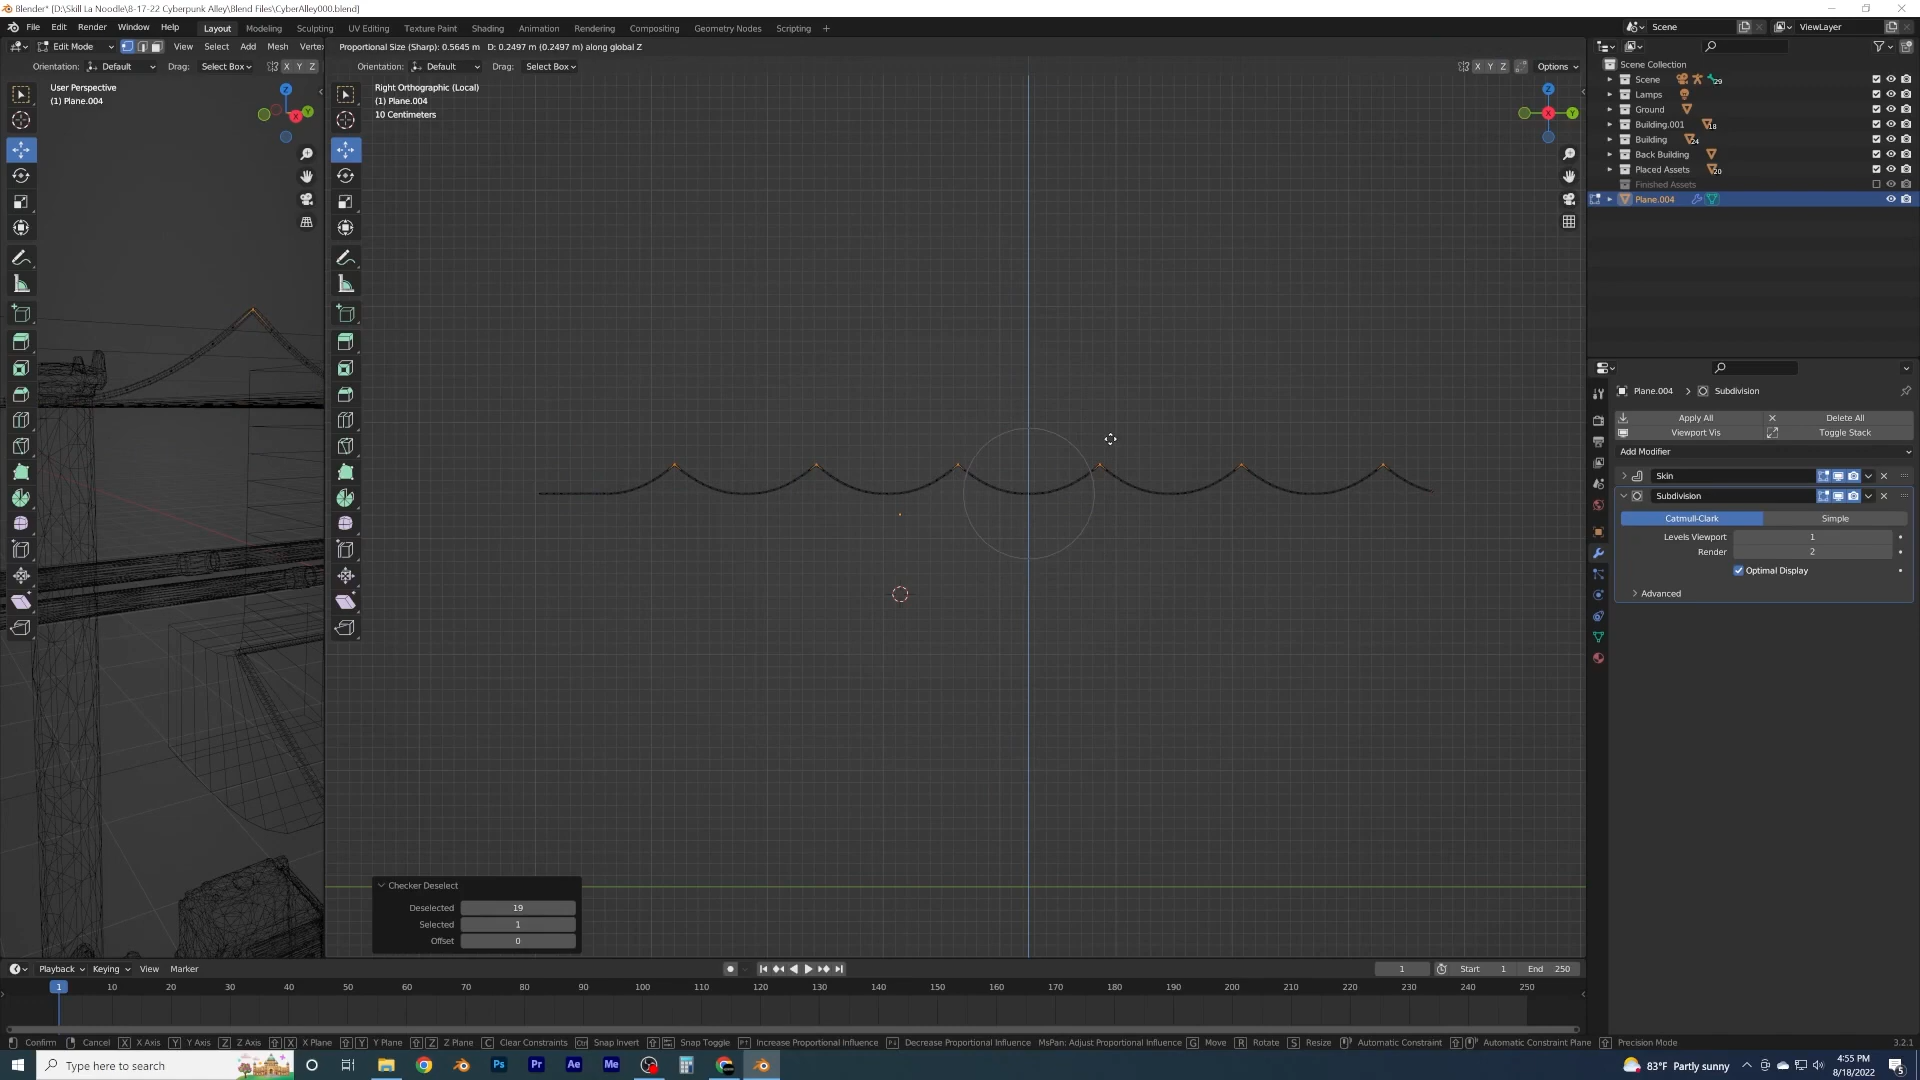 Blender* [D:\Skill La Noodle\8-17-22 Cyberpunk Alley\Blend Files\CyberAlley000.blend]
File Edit Render Window Help Layout Modeling Sculpting UV Editing Texture Paint Shading Animation Rendering Compositing Geometry Nodes Scripting + Scene ViewLayer
Edit Mode View Select Add Mesh Vertex Proportional Size (Sharp): 0.5645 m D: 0.2497 m (0.2497 m) along global Z
Orientation: Default Drag: Select Box X Y Z Orientation: Default Drag: Select Box X Y Z Options
User Perspective
(1) Plane.004
Right Orthographic (Local)
(1) Plane.004
10 Centimeters
Z Y X
Z Y X
Scene Collection
Scene 29
Lamps
Ground
Building.001 18
Building 24
Back Building
Placed Assets 20
Finished Assets
Plane.004
Plane.004 > Subdivision
Apply All Delete All
Viewport Vis Toggle Stack
Add Modifier
Skin
Subdivision
Catmull-Clark Simple
Levels Viewport 1
Render 2
Optimal Display
Advanced
Checker Deselect
Deselected 19
Selected 1
Offset 0
Playback Keying View Marker 1 Start 1 End 250
1 10 20 30 40 50 60 70 80 90 100 110 120 130 140 150 160 170 180 190 200 210 220 230 240 250
Confirm Cancel X X Axis Y Y Axis Z Z Axis X X Plane Y Y Plane Z Z Plane C Clear Constraints Snap Invert Snap Toggle Increase Proportional Influence Decrease Proportional Influence MsPan: Adjust Proportional Influence G Move R Rotate S Resize Automatic Constraint Automatic Constraint Plane Precision Mode 3.2.1
Type here to search Ps Pr Ae Me 83°F Partly sunny 4:55 PM
8/18/2022 5